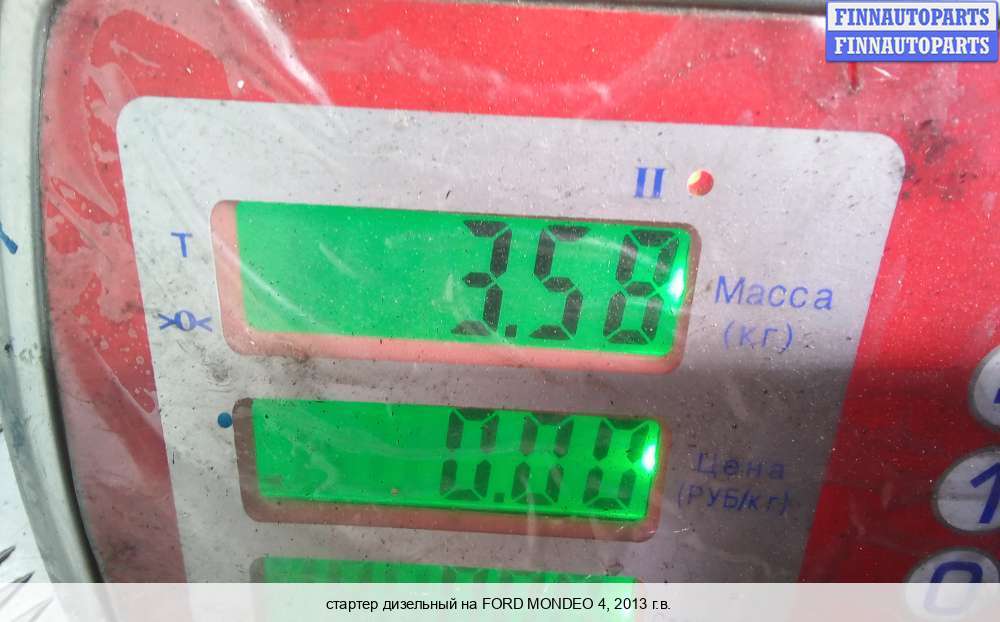 FINNAUTOPARTS
FINNAUTOPARTS
II
T
3.58
Масса
(кг)
>0<
0.00
Цена
(РУБ/кг)
1
0
стартер дизельный на FORD MONDEO 4, 2013 г.в.